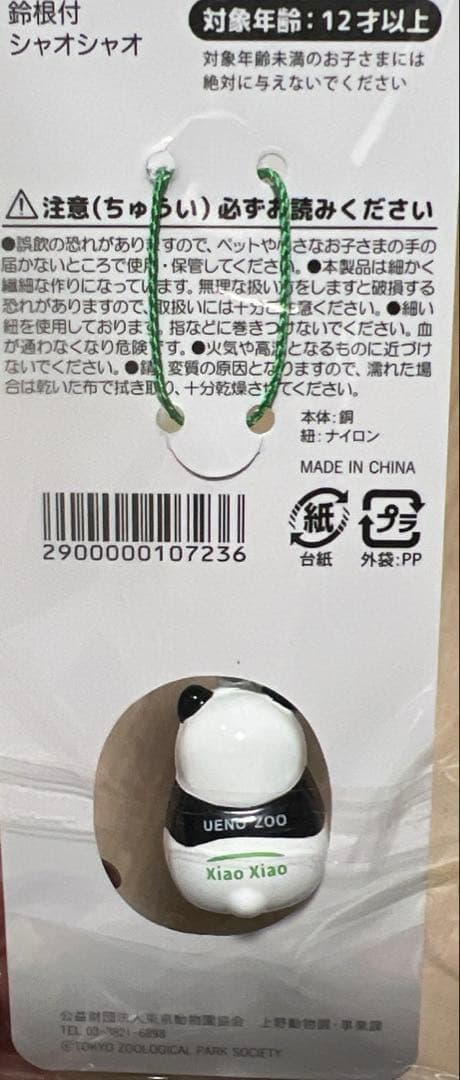 鈴根付
シャオシャオ
対象年齢：12才以上
対象年齢未満のお子さまには
絶対に与えないでください
注意(ちゅうい) 必ずお読みください
●誤飲の恐れがありますので、ペットや小さなお子さまの手の
届かないところで使用・保管してください。●本製品は細かく
繊細な作りになっています。無理な扱い方をしますと破損する
恐れがありますので、取扱いには十分ご注意ください。●細い
紐を使用しております。指などに巻きつけないでください。血
が通わなくなり危険です。●火気や高温となるものに近づけ
ないでください。●錆、変質の原因となりますので、濡れた場
合は乾いた布で拭き取り、十分乾燥させてください。
本体：銅
紐：ナイロン
MADE IN CHINA
紙
プラ
台紙
外袋：PP
2900000107236
UENO ZOO
Xiao Xiao
公益財団法人東京動物園協会　上野動物園・事業課
TEL 03-3821-6898
©TOKYO ZOOLOGICAL PARK SOCIETY